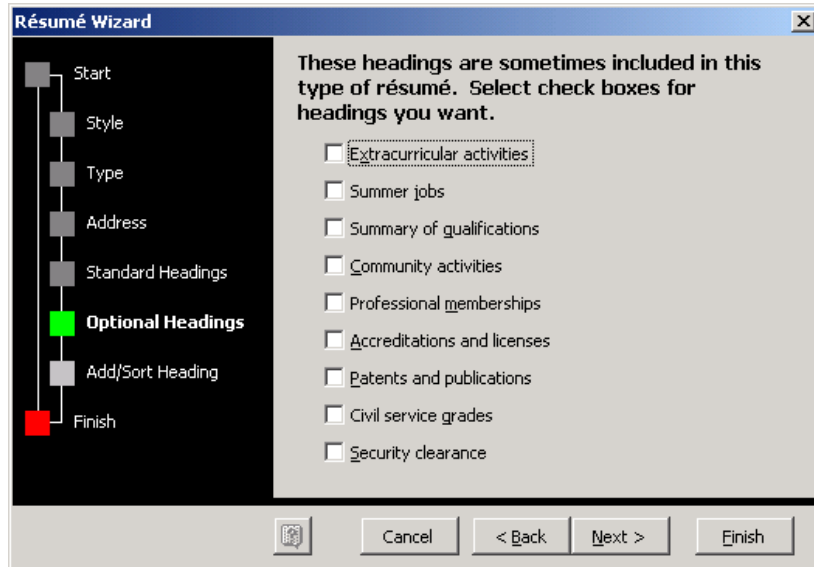 Résumé Wizard
Start
Style
Type
Address
Standard Headings
Optional Headings
Add/Sort Heading
Finish
These headings are sometimes included in this
type of résumé. Select check boxes for
headings you want.
Extracurricular activities
Summer jobs
Summary of qualifications
Community activities
Professional memberships
Accreditations and licenses
Patents and publications
Civil service grades
Security clearance
Cancel
< Back
Next >
Finish